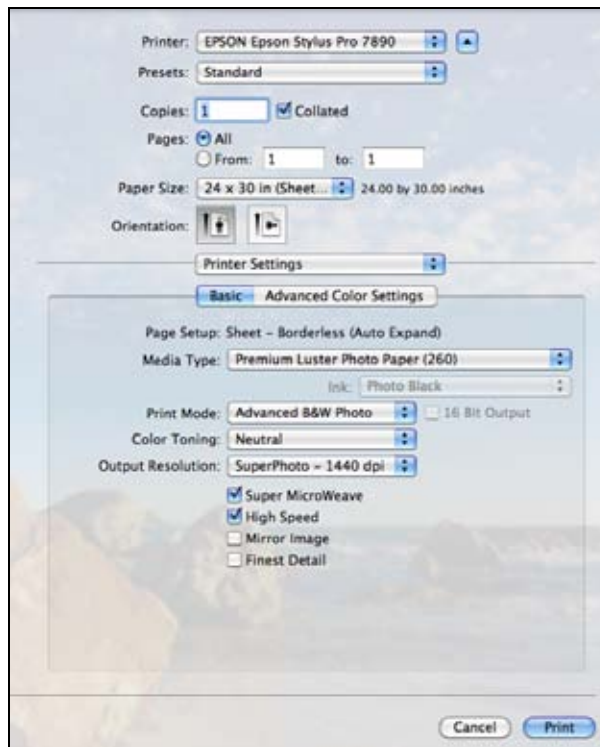 Printer: EPSON Epson Stylus Pro 7890
Presets: Standard
Copies: 1 Collated
Pages: All
From: 1 to: 1
Paper Size: 24 x 30 in (Sheet... 24.00 by 30.00 inches
Orientation:
Printer Settings
Basic Advanced Color Settings
Page Setup: Sheet - Borderless (Auto Expand)
Media Type: Premium Luster Photo Paper (260)
Ink: Photo Black
Print Mode: Advanced B&W Photo 16 Bit Output
Color Toning: Neutral
Output Resolution: SuperPhoto - 1440 dpi
Super MicroWeave
High Speed
Mirror Image
Finest Detail
Cancel Print